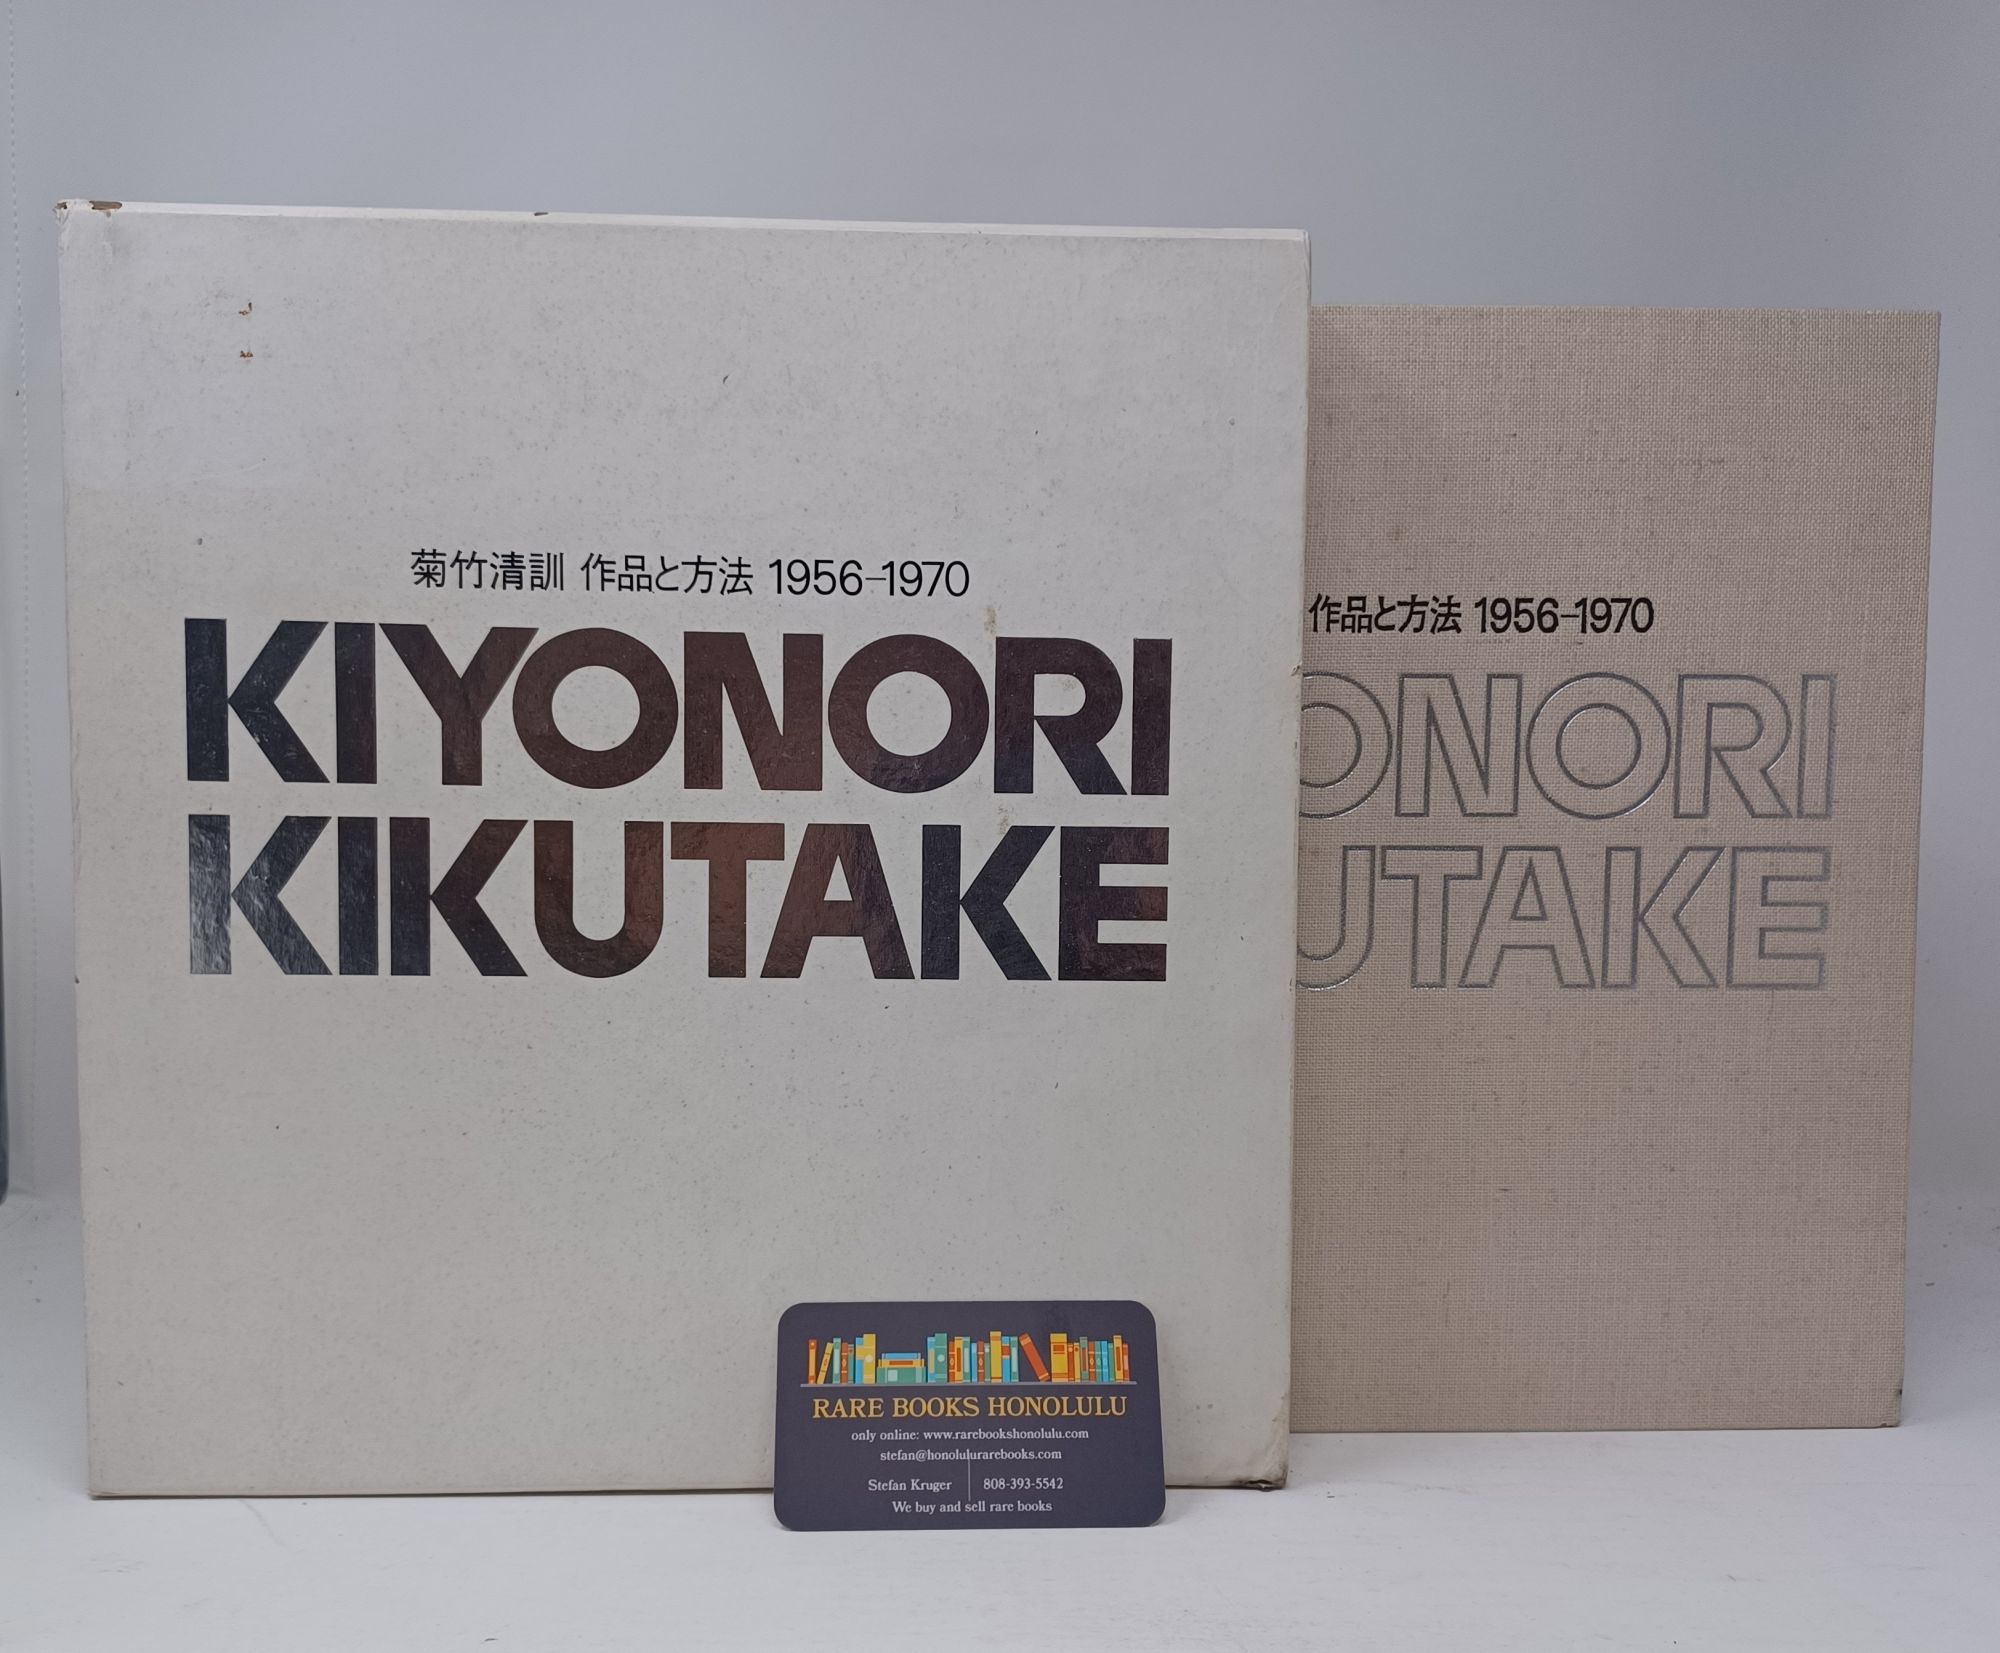 菊竹清訓 作品と方法 1956–1970
KIYONORI
KIKUTAKE
作品と方法 1956–1970
ONORI
UTAKE
RARE BOOKS HONOLULU
only online: www.rarebookshonolulu.com
stefan@honolulurarebooks.com
Stefan Kruger 808-393-5542
We buy and sell rare books